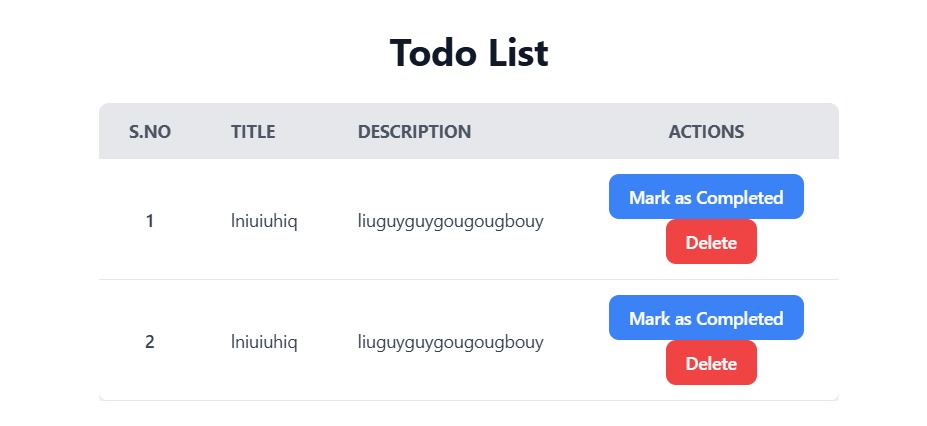 Todo List
S.NO TITLE DESCRIPTION ACTIONS
1 lniuiuhiq liuguyguygougougbouy Mark as Completed
Delete
2 lniuiuhiq liuguyguygougougbouy Mark as Completed
Delete